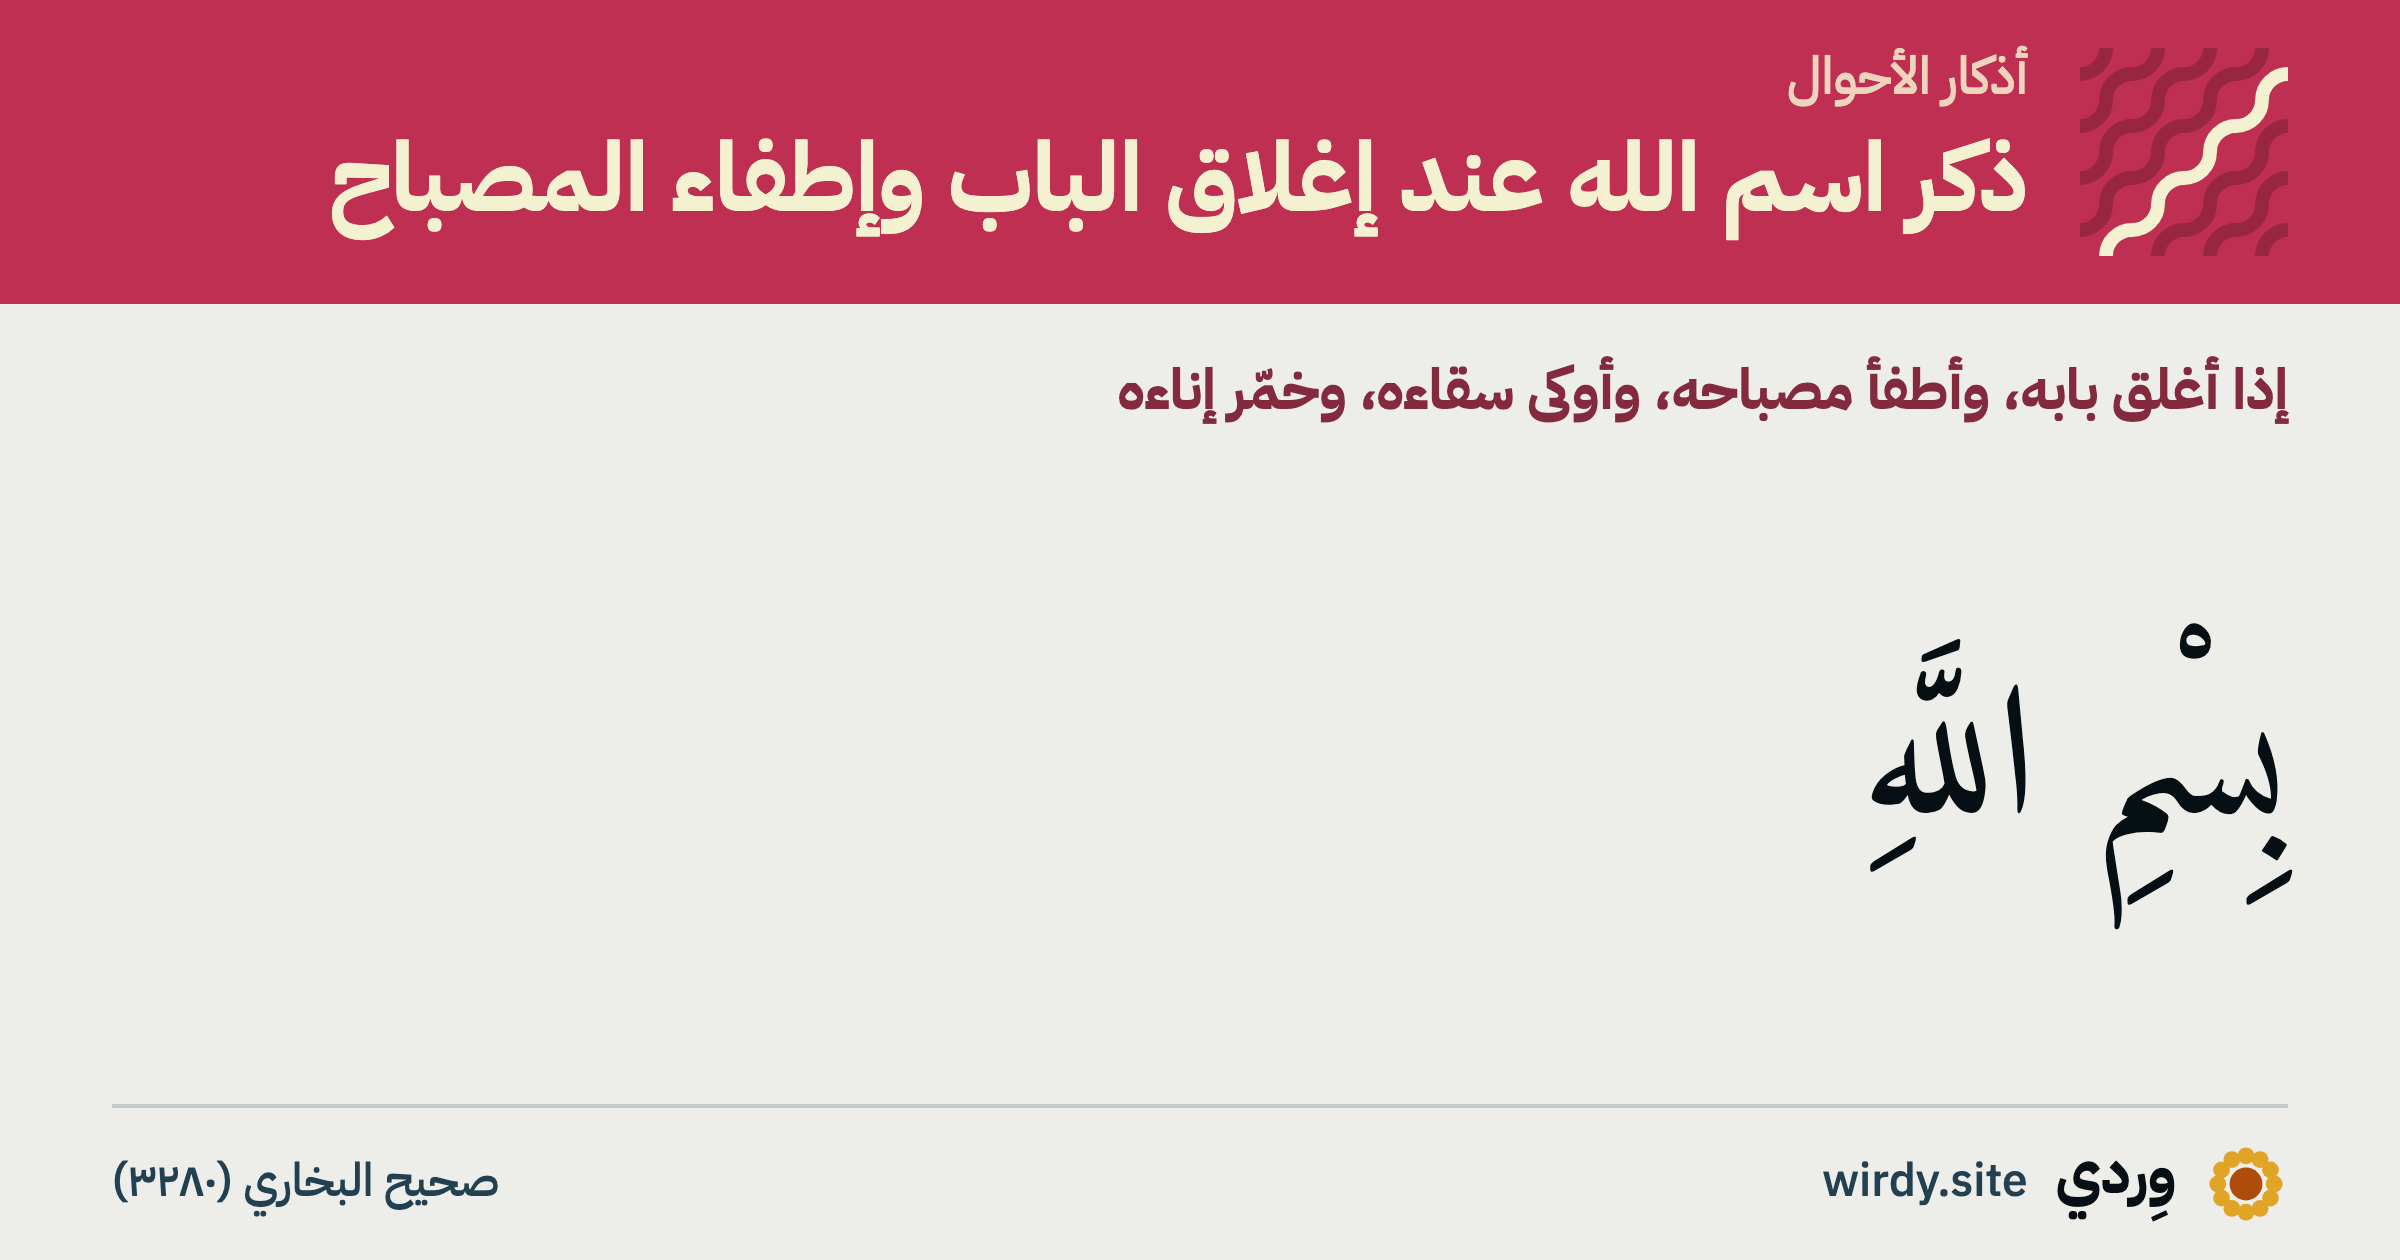 أذكار الأحوال
ذكر اسم الله عند إغلاق الباب وإطفاء المصباح
إذا أغلق بابه، وأطفأ مصباحه، وأوكى سقاءه، وخمّر إناءه
بِسْمِ اللَّهِ
وِردي wirdy.site
صحيح البخاري (٣٢٨٠)